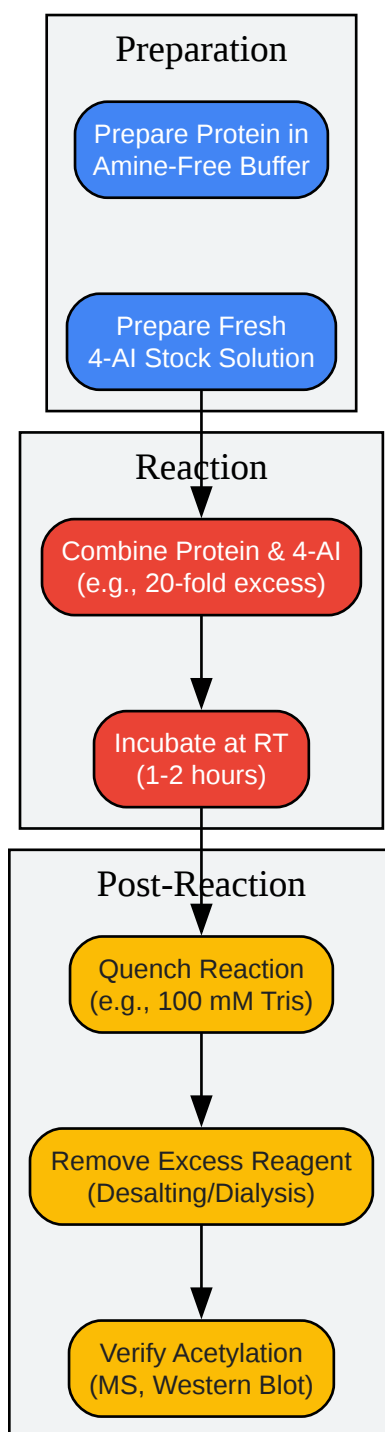 Preparation
Prepare Protein in
Amine-Free Buffer
Prepare Fresh
4-AI Stock Solution
Reaction
Combine Protein & 4-AI
(e.g., 20-fold excess)
Incubate at RT
(1-2 hours)
Post-Reaction
Quench Reaction
(e.g., 100 mM Tris)
Remove Excess Reagent
(Desalting/Dialysis)
Verify Acetylation
(MS, Western Blot)